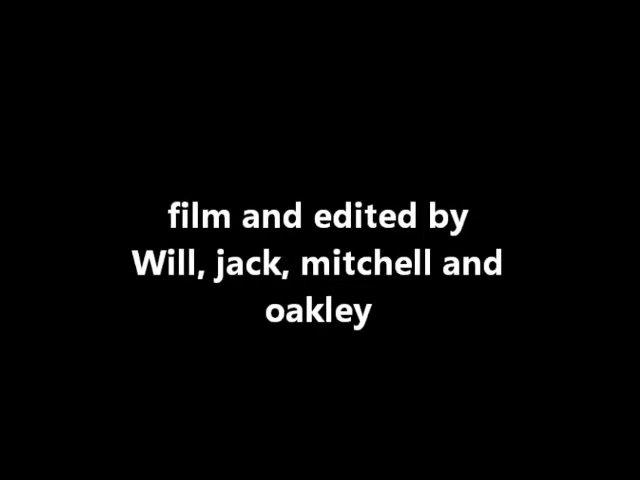 film and edited by
Will, jack, mitchell and
oakley